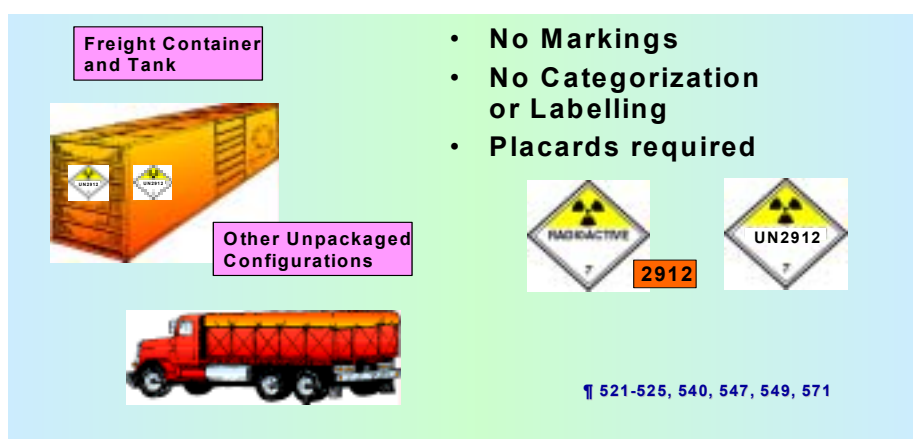 Freight Container
and Tank
UN2912
UN2912
Other Unpackaged
Configurations
• No Markings
• No Categorization
or Labelling
• Placards required
RADIOACTIVE
7
2912
UN2912
7
¶ 521-525, 540, 547, 549, 571